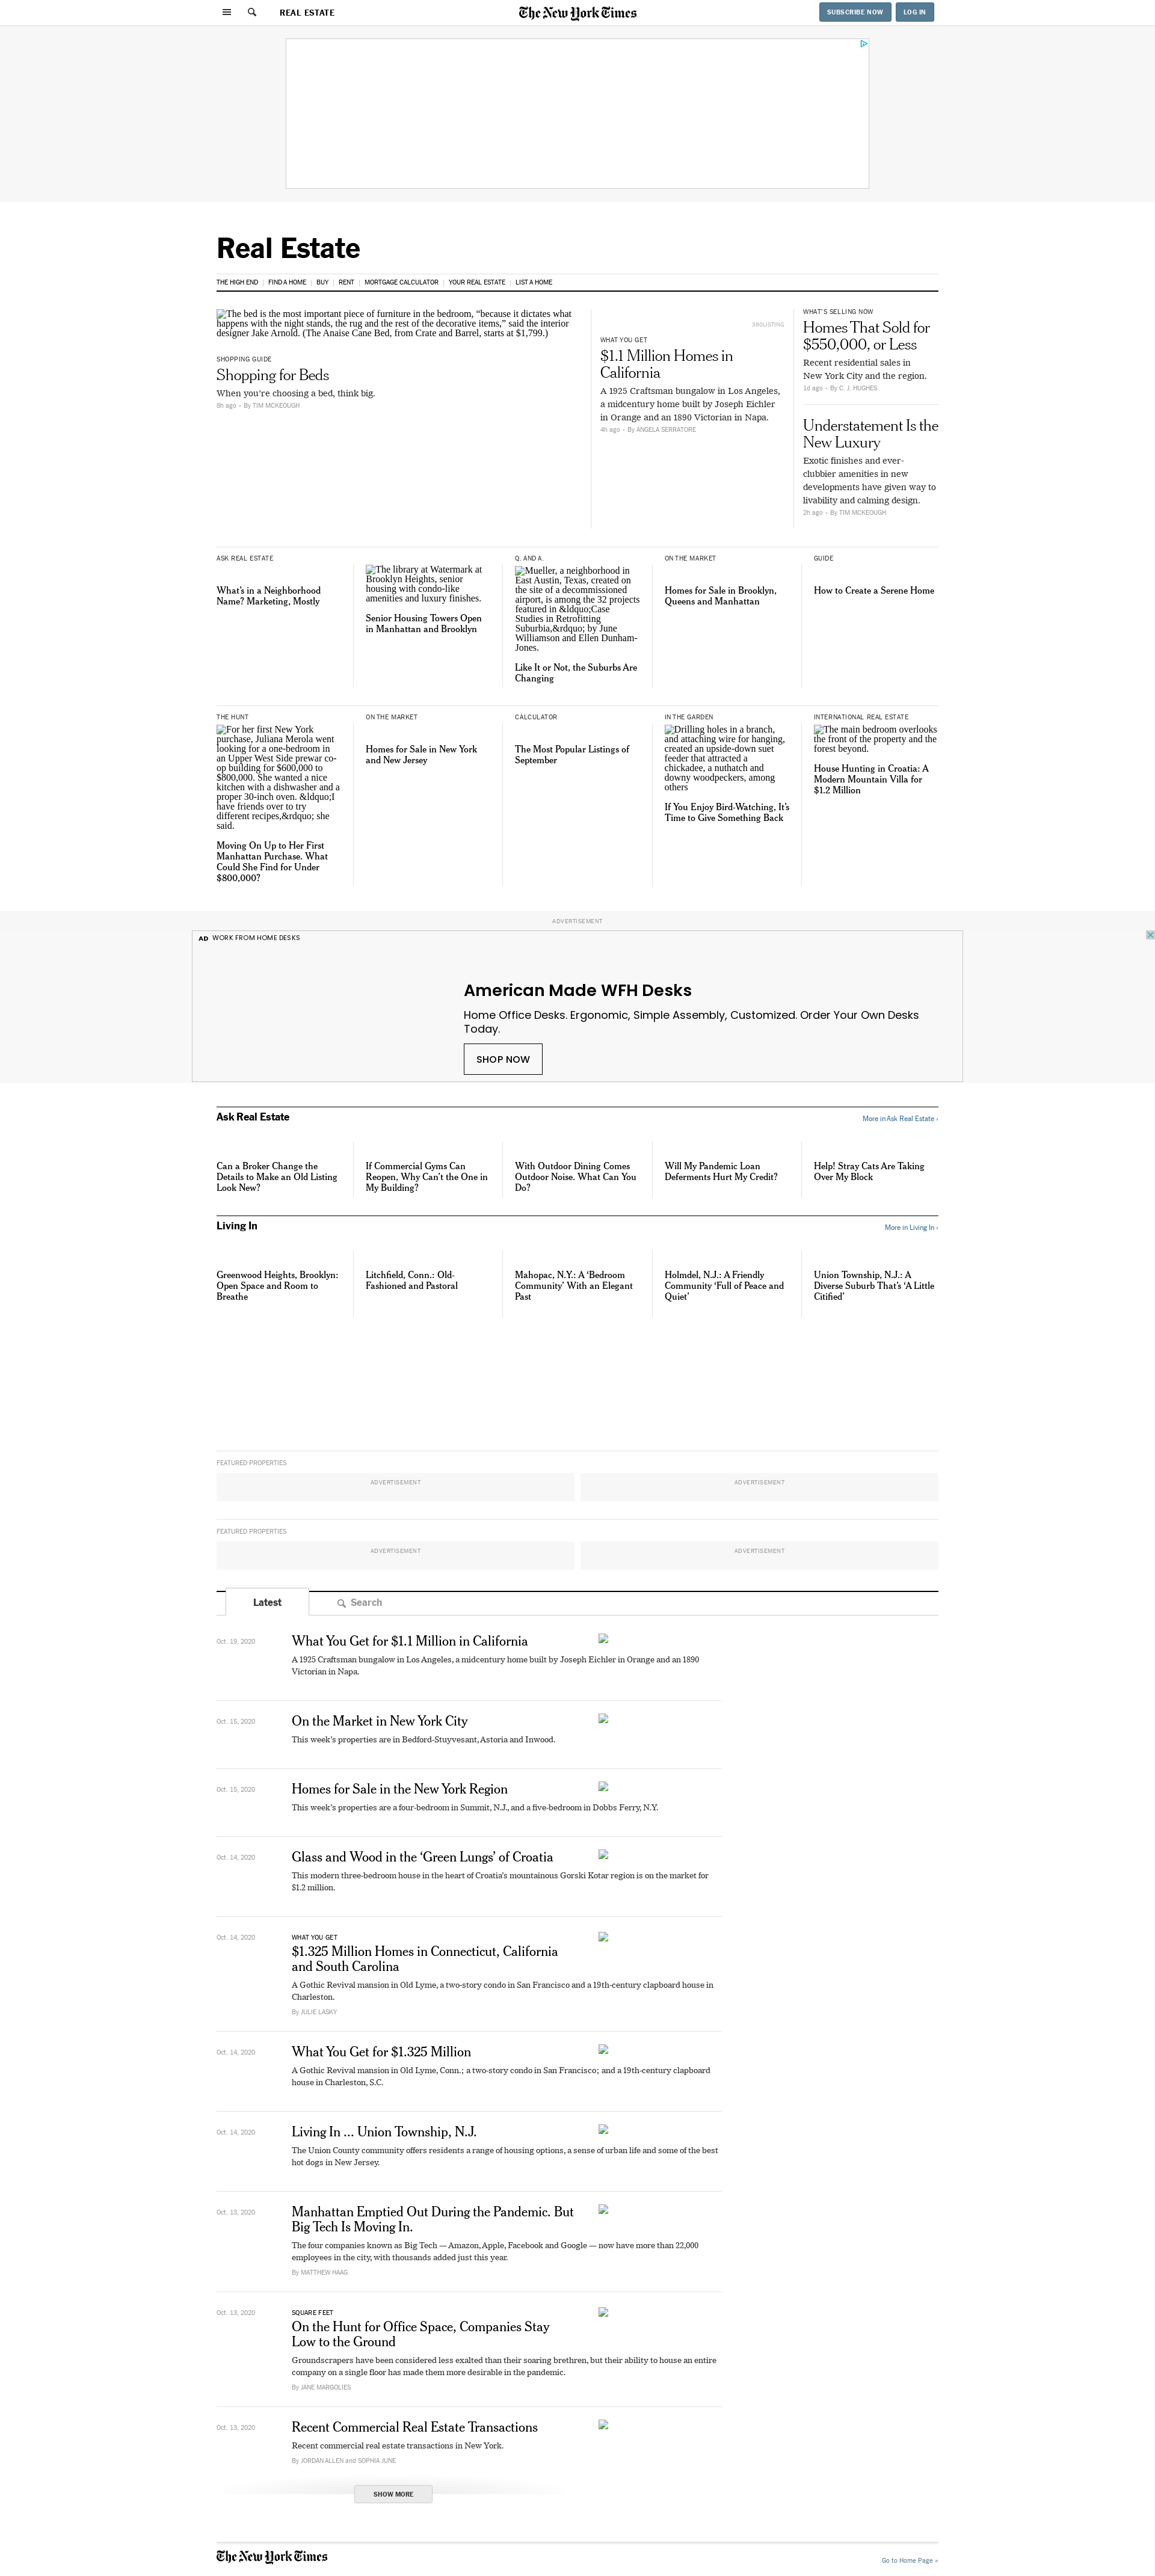 REAL ESTATE
The New York Times
SUBSCRIBE NOW
LOG IN
Real Estate
THE HIGH END
FIND A HOME
BUY
RENT
MORTGAGE CALCULATOR
YOUR REAL ESTATE
LIST A HOME
The bed is the most important piece of furniture in the bedroom, “because it dictates what
happens with the night stands, the rug and the rest of the decorative items,” said the interior
designer Jake Arnold. (The Anaise Cane Bed, from Crate and Barrel, starts at $1,799.)
SHOPPING GUIDE
Shopping for Beds
When you’re choosing a bed, think big.
8h ago · By TIM MCKEOUGH
360LISTING
WHAT YOU GET
$1.1 Million Homes in
California
A 1925 Craftsman bungalow in Los Angeles,
a midcentury home built by Joseph Eichler
in Orange and an 1890 Victorian in Napa.
4h ago · By ANGELA SERRATORE
WHAT’S SELLING NOW
Homes That Sold for
$550,000, or Less
Recent residential sales in
New York City and the region.
1d ago · By C. J. HUGHES
Understatement Is the
New Luxury
Exotic finishes and ever-
clubbier amenities in new
developments have given way to
livability and calming design.
2h ago · By TIM MCKEOUGH
ASK REAL ESTATE
What’s in a Neighborhood
Name? Marketing, Mostly
The library at Watermark at
Brooklyn Heights, senior
housing with condo-like
amenities and luxury finishes.
Senior Housing Towers Open
in Manhattan and Brooklyn
Q. AND A.
Mueller, a neighborhood in
East Austin, Texas, created on
the site of a decommissioned
airport, is among the 32 projects
featured in &ldquo;Case
Studies in Retrofitting
Suburbia,&rdquo; by June
Williamson and Ellen Dunham-
Jones.
Like It or Not, the Suburbs Are
Changing
ON THE MARKET
Homes for Sale in Brooklyn,
Queens and Manhattan
GUIDE
How to Create a Serene Home
THE HUNT
For her first New York
purchase, Juliana Merola went
looking for a one-bedroom in
an Upper West Side prewar co-
op building for $600,000 to
$800,000. She wanted a nice
kitchen with a dishwasher and a
proper 30-inch oven. &ldquo;I
have friends over to try
different recipes,&rdquo; she
said.
Moving On Up to Her First
Manhattan Purchase. What
Could She Find for Under
$800,000?
ON THE MARKET
Homes for Sale in New York
and New Jersey
CALCULATOR
The Most Popular Listings of
September
IN THE GARDEN
Drilling holes in a branch,
and attaching wire for hanging,
created an upside-down suet
feeder that attracted a
chickadee, a nuthatch and
downy woodpeckers, among
others
If You Enjoy Bird-Watching, It’s
Time to Give Something Back
INTERNATIONAL REAL ESTATE
The main bedroom overlooks
the front of the property and the
forest beyond.
House Hunting in Croatia: A
Modern Mountain Villa for
$1.2 Million
ADVERTISEMENT
AD WORK FROM HOME DESKS
American Made WFH Desks
Home Office Desks. Ergonomic, Simple Assembly, Customized. Order Your Own Desks
Today.
SHOP NOW
Ask Real Estate
More in Ask Real Estate ›
Can a Broker Change the
Details to Make an Old Listing
Look New?
If Commercial Gyms Can
Reopen, Why Can’t the One in
My Building?
With Outdoor Dining Comes
Outdoor Noise. What Can You
Do?
Will My Pandemic Loan
Deferments Hurt My Credit?
Help! Stray Cats Are Taking
Over My Block
Living In
More in Living In ›
Greenwood Heights, Brooklyn:
Open Space and Room to
Breathe
Litchfield, Conn.: Old-
Fashioned and Pastoral
Mahopac, N.Y.: A ‘Bedroom
Community’ With an Elegant
Past
Holmdel, N.J.: A Friendly
Community ‘Full of Peace and
Quiet’
Union Township, N.J.: A
Diverse Suburb That’s ‘A Little
Citified’
FEATURED PROPERTIES
ADVERTISEMENT
ADVERTISEMENT
FEATURED PROPERTIES
ADVERTISEMENT
ADVERTISEMENT
Latest
Search
Oct. 19, 2020
What You Get for $1.1 Million in California
A 1925 Craftsman bungalow in Los Angeles, a midcentury home built by Joseph Eichler in Orange and an 1890
Victorian in Napa.
Oct. 15, 2020
On the Market in New York City
This week’s properties are in Bedford-Stuyvesant, Astoria and Inwood.
Oct. 15, 2020
Homes for Sale in the New York Region
This week’s properties are a four-bedroom in Summit, N.J., and a five-bedroom in Dobbs Ferry, N.Y.
Oct. 14, 2020
Glass and Wood in the ‘Green Lungs’ of Croatia
This modern three-bedroom house in the heart of Croatia’s mountainous Gorski Kotar region is on the market for
$1.2 million.
Oct. 14, 2020
WHAT YOU GET
$1.325 Million Homes in Connecticut, California
and South Carolina
A Gothic Revival mansion in Old Lyme, a two-story condo in San Francisco and a 19th-century clapboard house in
Charleston.
By JULIE LASKY
Oct. 14, 2020
What You Get for $1.325 Million
A Gothic Revival mansion in Old Lyme, Conn.; a two-story condo in San Francisco; and a 19th-century clapboard
house in Charleston, S.C.
Oct. 14, 2020
Living In ... Union Township, N.J.
The Union County community offers residents a range of housing options, a sense of urban life and some of the best
hot dogs in New Jersey.
Oct. 13, 2020
Manhattan Emptied Out During the Pandemic. But
Big Tech Is Moving In.
The four companies known as Big Tech — Amazon, Apple, Facebook and Google — now have more than 22,000
employees in the city, with thousands added just this year.
By MATTHEW HAAG
Oct. 13, 2020
SQUARE FEET
On the Hunt for Office Space, Companies Stay
Low to the Ground
Groundscrapers have been considered less exalted than their soaring brethren, but their ability to house an entire
company on a single floor has made them more desirable in the pandemic.
By JANE MARGOLIES
Oct. 13, 2020
Recent Commercial Real Estate Transactions
Recent commercial real estate transactions in New York.
By JORDAN ALLEN and SOPHIA JUNE
SHOW MORE
The New York Times
Go to Home Page »